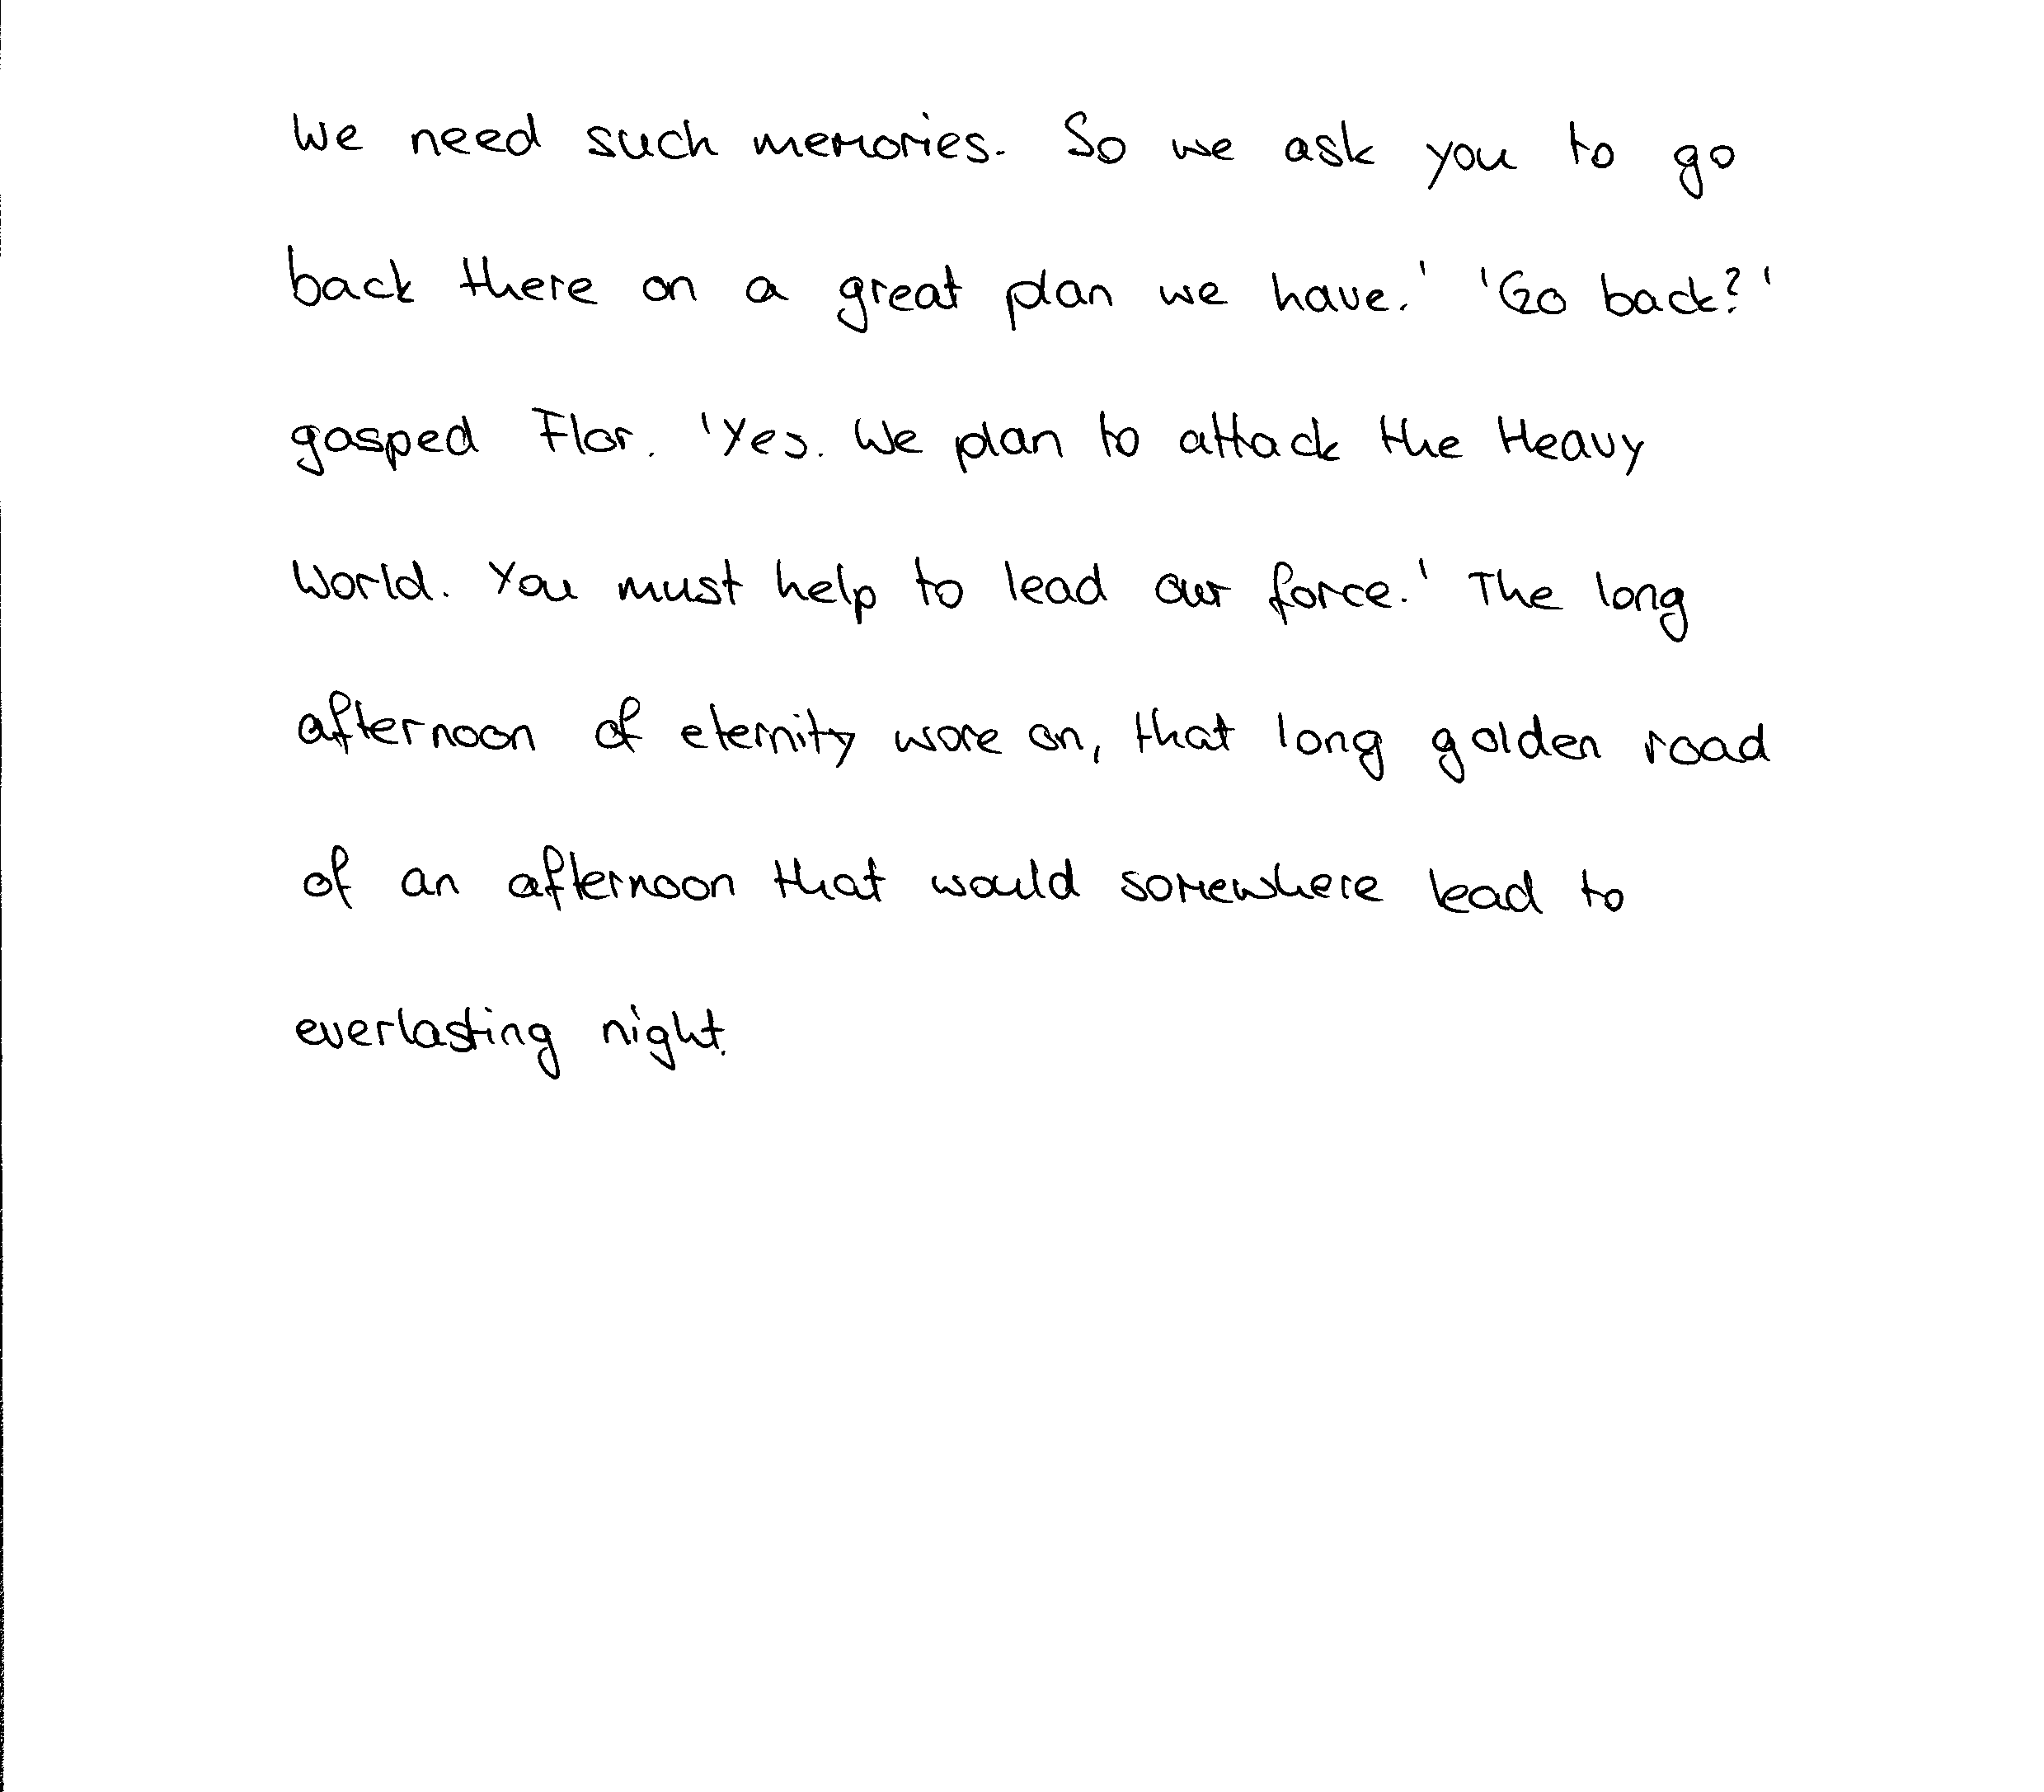 We need such memories. So we ask you to go
back there on a great plan we have.' 'Go back?'
gasped Flor. 'Yes. We plan to attack the Heavy
World. You must help to lead our force.' The long
afternoon of eternity wore on, that long golden road
of an afternoon that would somewhere lead to
everlasting night.